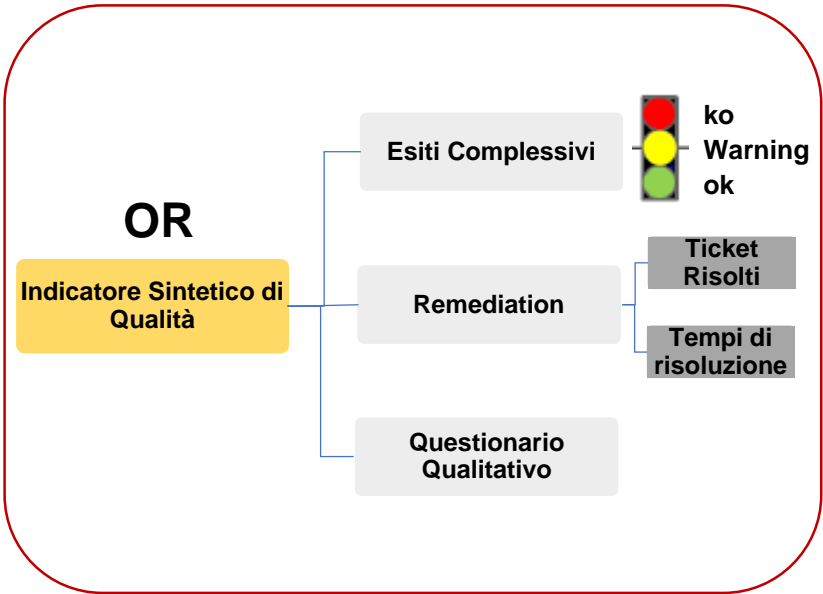 OR
Indicatore Sintetico di
Qualità
Esiti Complessivi
ko
Warning
ok
Remediation
Ticket
Risolti
Tempi di
risoluzione
Questionario
Qualitativo